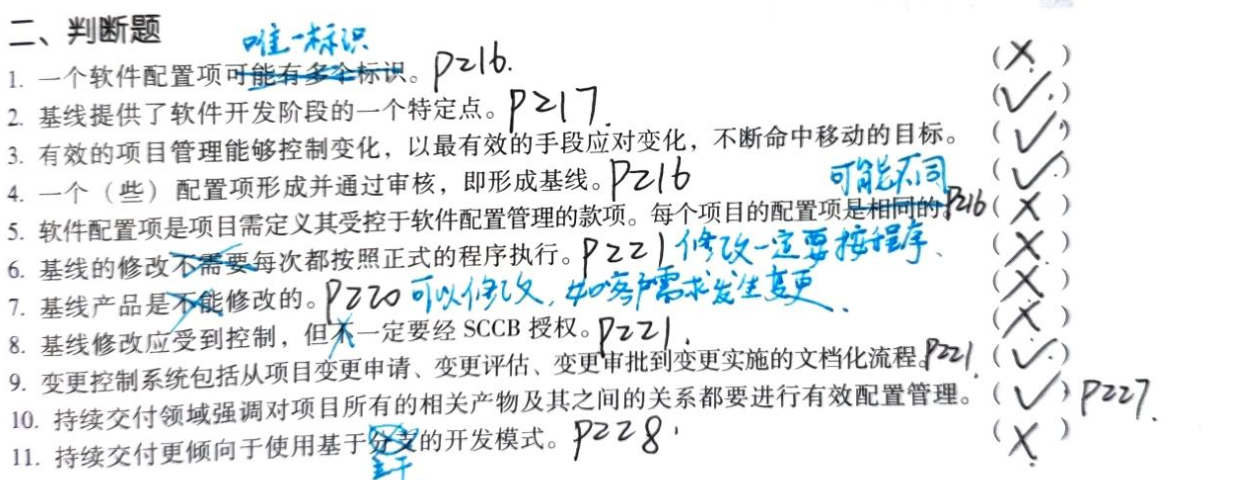 二、判断题
唯一标识
1. 一个软件配置项可能有多个标识。P216. (×)
2. 基线提供了软件开发阶段的一个特定点。P217. (✓)
3. 有效的项目管理能够控制变化，以最有效的手段应对变化，不断命中移动的目标。(✓)
4. 一个（些）配置项形成并通过审核，即形成基线。P216 (✓)
可能不同
5. 软件配置项是项目需定义其受控于软件配置管理的款项。每个项目的配置项是相同的。P216 (×)
6. 基线的修改不需要每次都按照正式的程序执行。P221 修改一定要按程序、 (×)
7. 基线产品是不能修改的。P220 可以修改，如客户需求发生变更. (×)
8. 基线修改应受到控制，但不一定要经 SCCB 授权。P221. (×)
9. 变更控制系统包括从项目变更申请、变更评估、变更审批到变更实施的文档化流程。P221 (✓)
10. 持续交付领域强调对项目所有的相关产物及其之间的关系都要进行有效配置管理。(✓) P227.
11. 持续交付更倾向于使用基于分支的开发模式。P228. (×)
主干